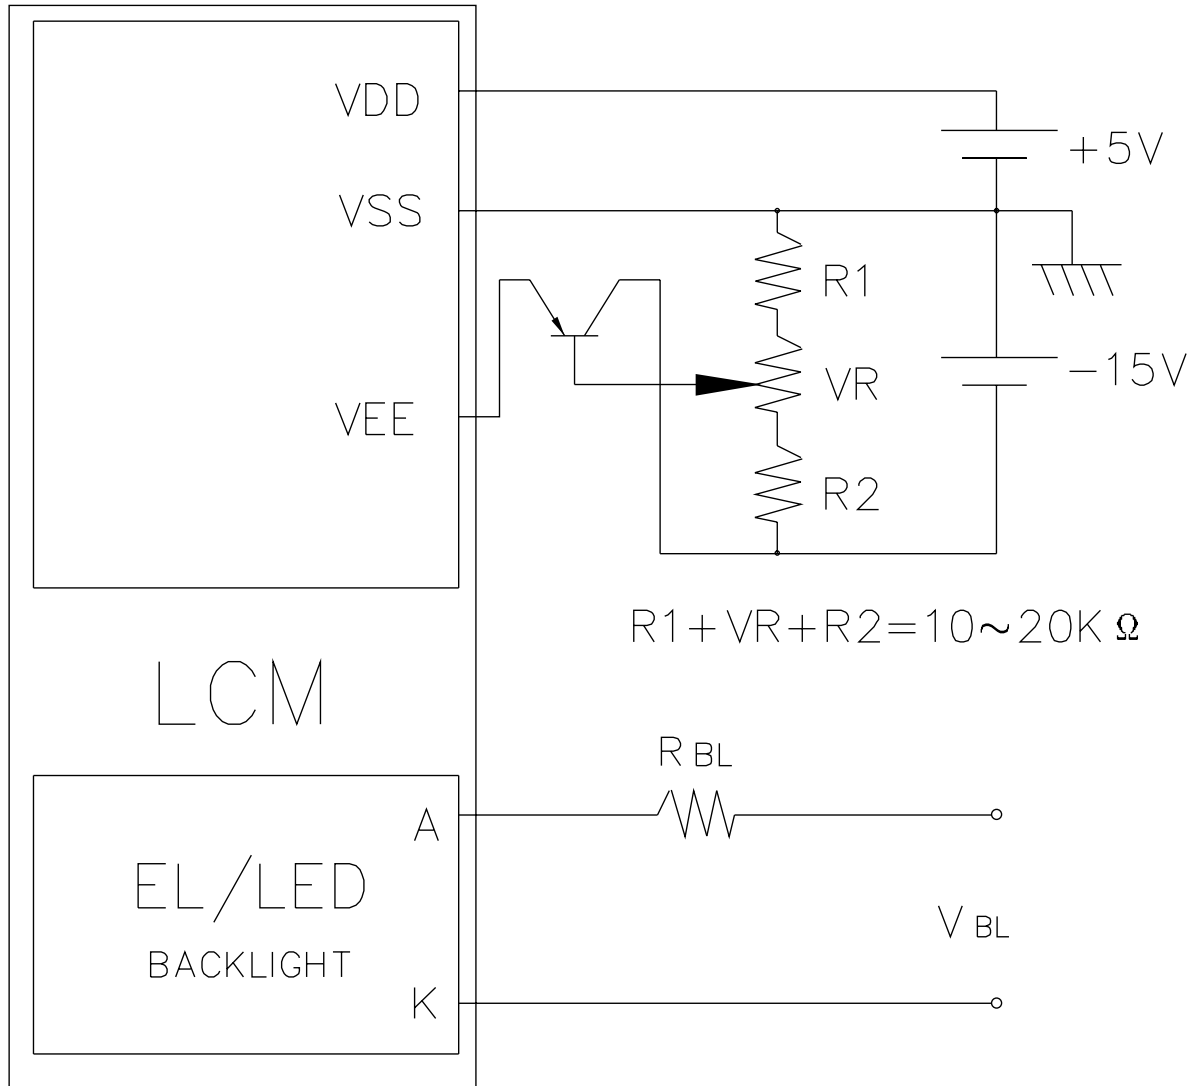 VDD
+5V
VSS
R1
-15V
VR
VEE
R2
R1+VR+R2=10~20KΩ
LCM
R BL
A
EL/LED
V BL
BACKLIGHT
K